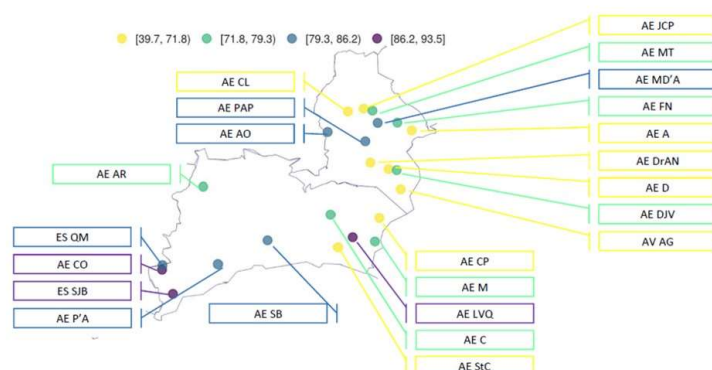 [39.7, 71.8) [71.8, 79.3) [79.3, 86.2) [86.2, 93.5]
AE CL
AE PAP
AE AO
AE AR
ES QM
AE CO
ES SJB
AE P'A
AE SB
AE JCP
AE MT
AE MD'A
AE FN
AE A
AE DrAN
AE D
AE DJV
AV AG
AE CP
AE M
AE LVQ
AE C
AE StC